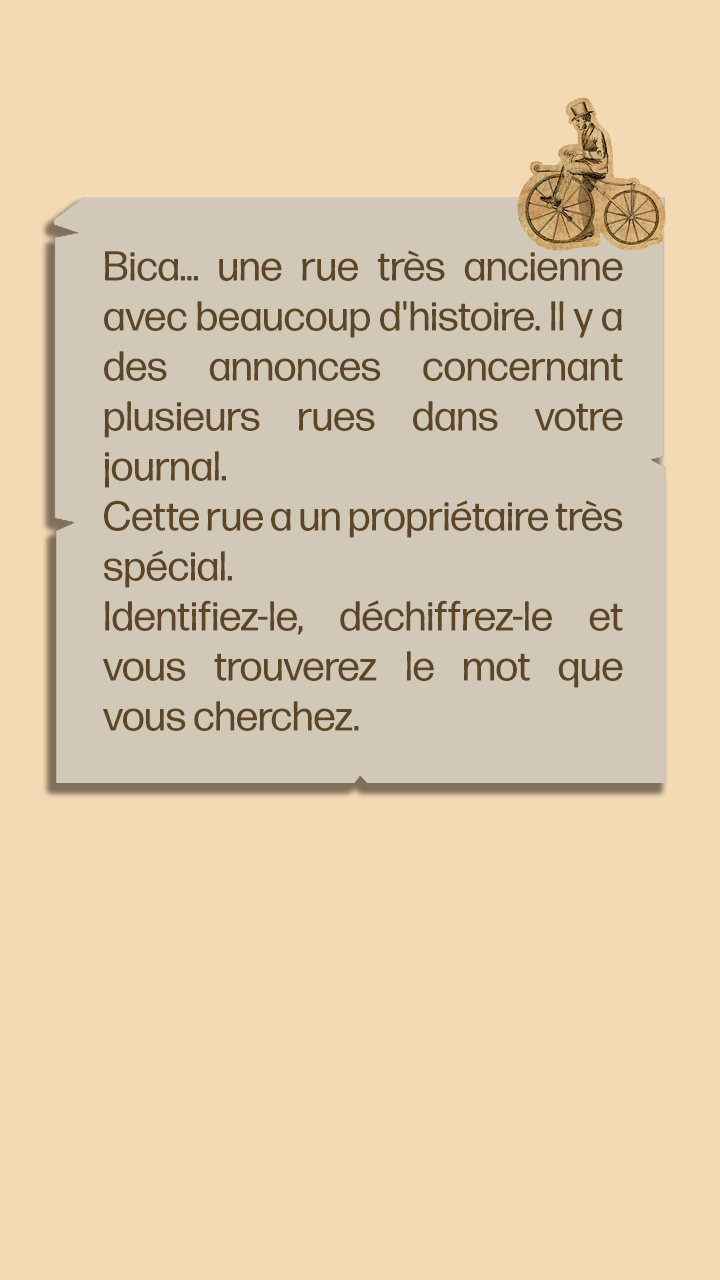 Bica... une rue très ancienne
avec beaucoup d'histoire. Il y a
des annonces concernant
plusieurs rues dans votre
journal.
Cette rue a un propriétaire très
spécial.
Identifiez-le, déchiffrez-le et
vous trouverez le mot que
vous cherchez.